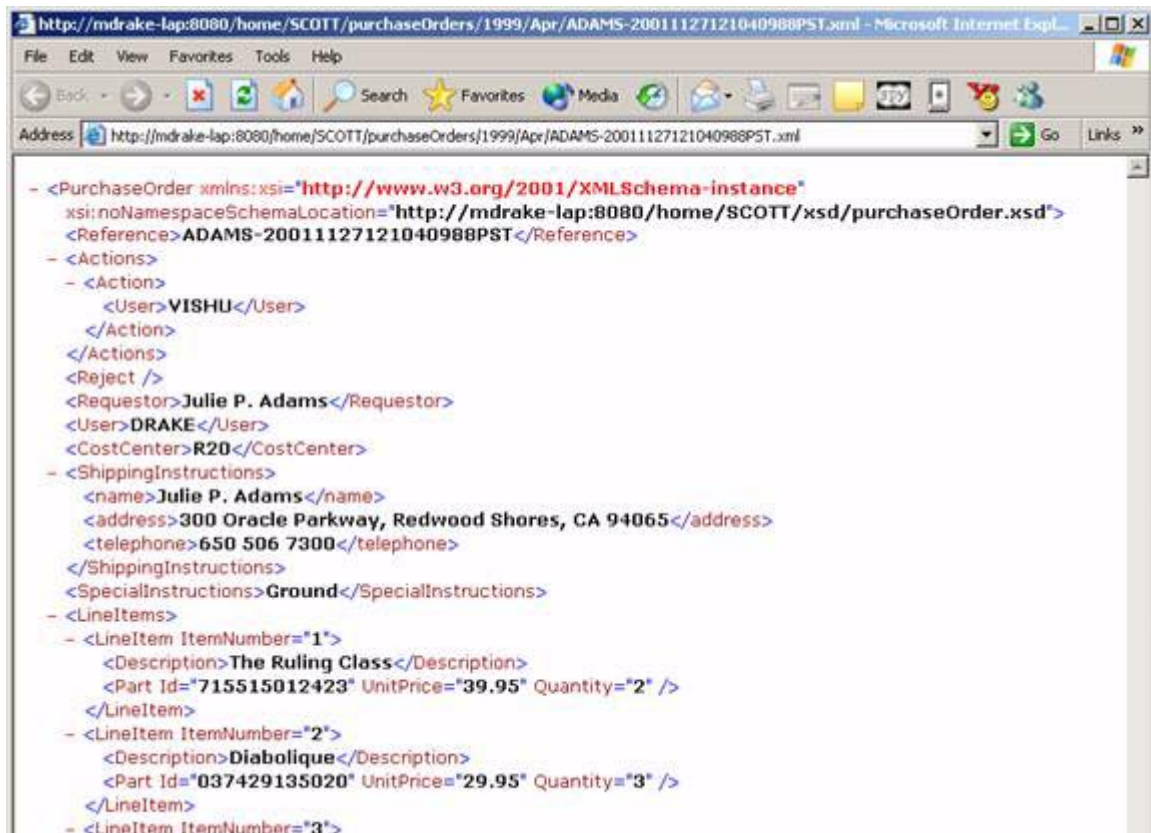 http://mdrake-lap:8080/home/SCOTT/purchaseOrders/1999/Apr/ADAMS-20011127121040988PST.xml - Microsoft Internet Expl...
File Edit View Favorites Tools Help
Back Search Favorites Media
Address http://mdrake-lap:8080/home/SCOTT/purchaseOrders/1999/Apr/ADAMS-20011127121040988PST.xml Go Links »
- <PurchaseOrder xmlns:xsi="http://www.w3.org/2001/XMLSchema-instance"
xsi:noNamespaceSchemaLocation="http://mdrake-lap:8080/home/SCOTT/xsd/purchaseOrder.xsd">
<Reference>ADAMS-20011127121040988PST</Reference>
- <Actions>
- <Action>
<User>VISHU</User>
</Action>
</Actions>
<Reject />
<Requestor>Julie P. Adams</Requestor>
<User>DRAKE</User>
<CostCenter>R20</CostCenter>
- <ShippingInstructions>
<name>Julie P. Adams</name>
<address>300 Oracle Parkway, Redwood Shores, CA 94065</address>
<telephone>650 506 7300</telephone>
</ShippingInstructions>
<SpecialInstructions>Ground</SpecialInstructions>
- <LineItems>
- <LineItem ItemNumber="1">
<Description>The Ruling Class</Description>
<Part Id="715515012423" UnitPrice="39.95" Quantity="2" />
</LineItem>
- <LineItem ItemNumber="2">
<Description>Diabolique</Description>
<Part Id="037429135020" UnitPrice="29.95" Quantity="3" />
</LineItem>
- <LineItem ItemNumber="3">